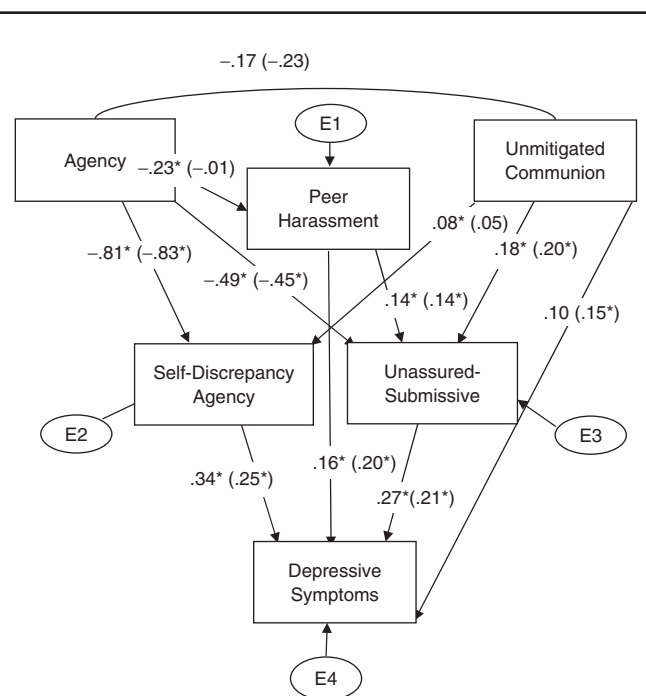 –.17 (–.23)
E1
Agency
Unmitigated
Communion
–.23* (–.01)
Peer
Harassment
.08* (.05)
–.81* (–.83*)
.18* (.20*)
–.49* (–.45*)
.14* (.14*)
.10 (.15*)
Self-Discrepancy
Agency
Unassured-
Submissive
E2
E3
.34* (.25*)
.16* (.20*)
.27*(.21*)
Depressive
Symptoms
E4